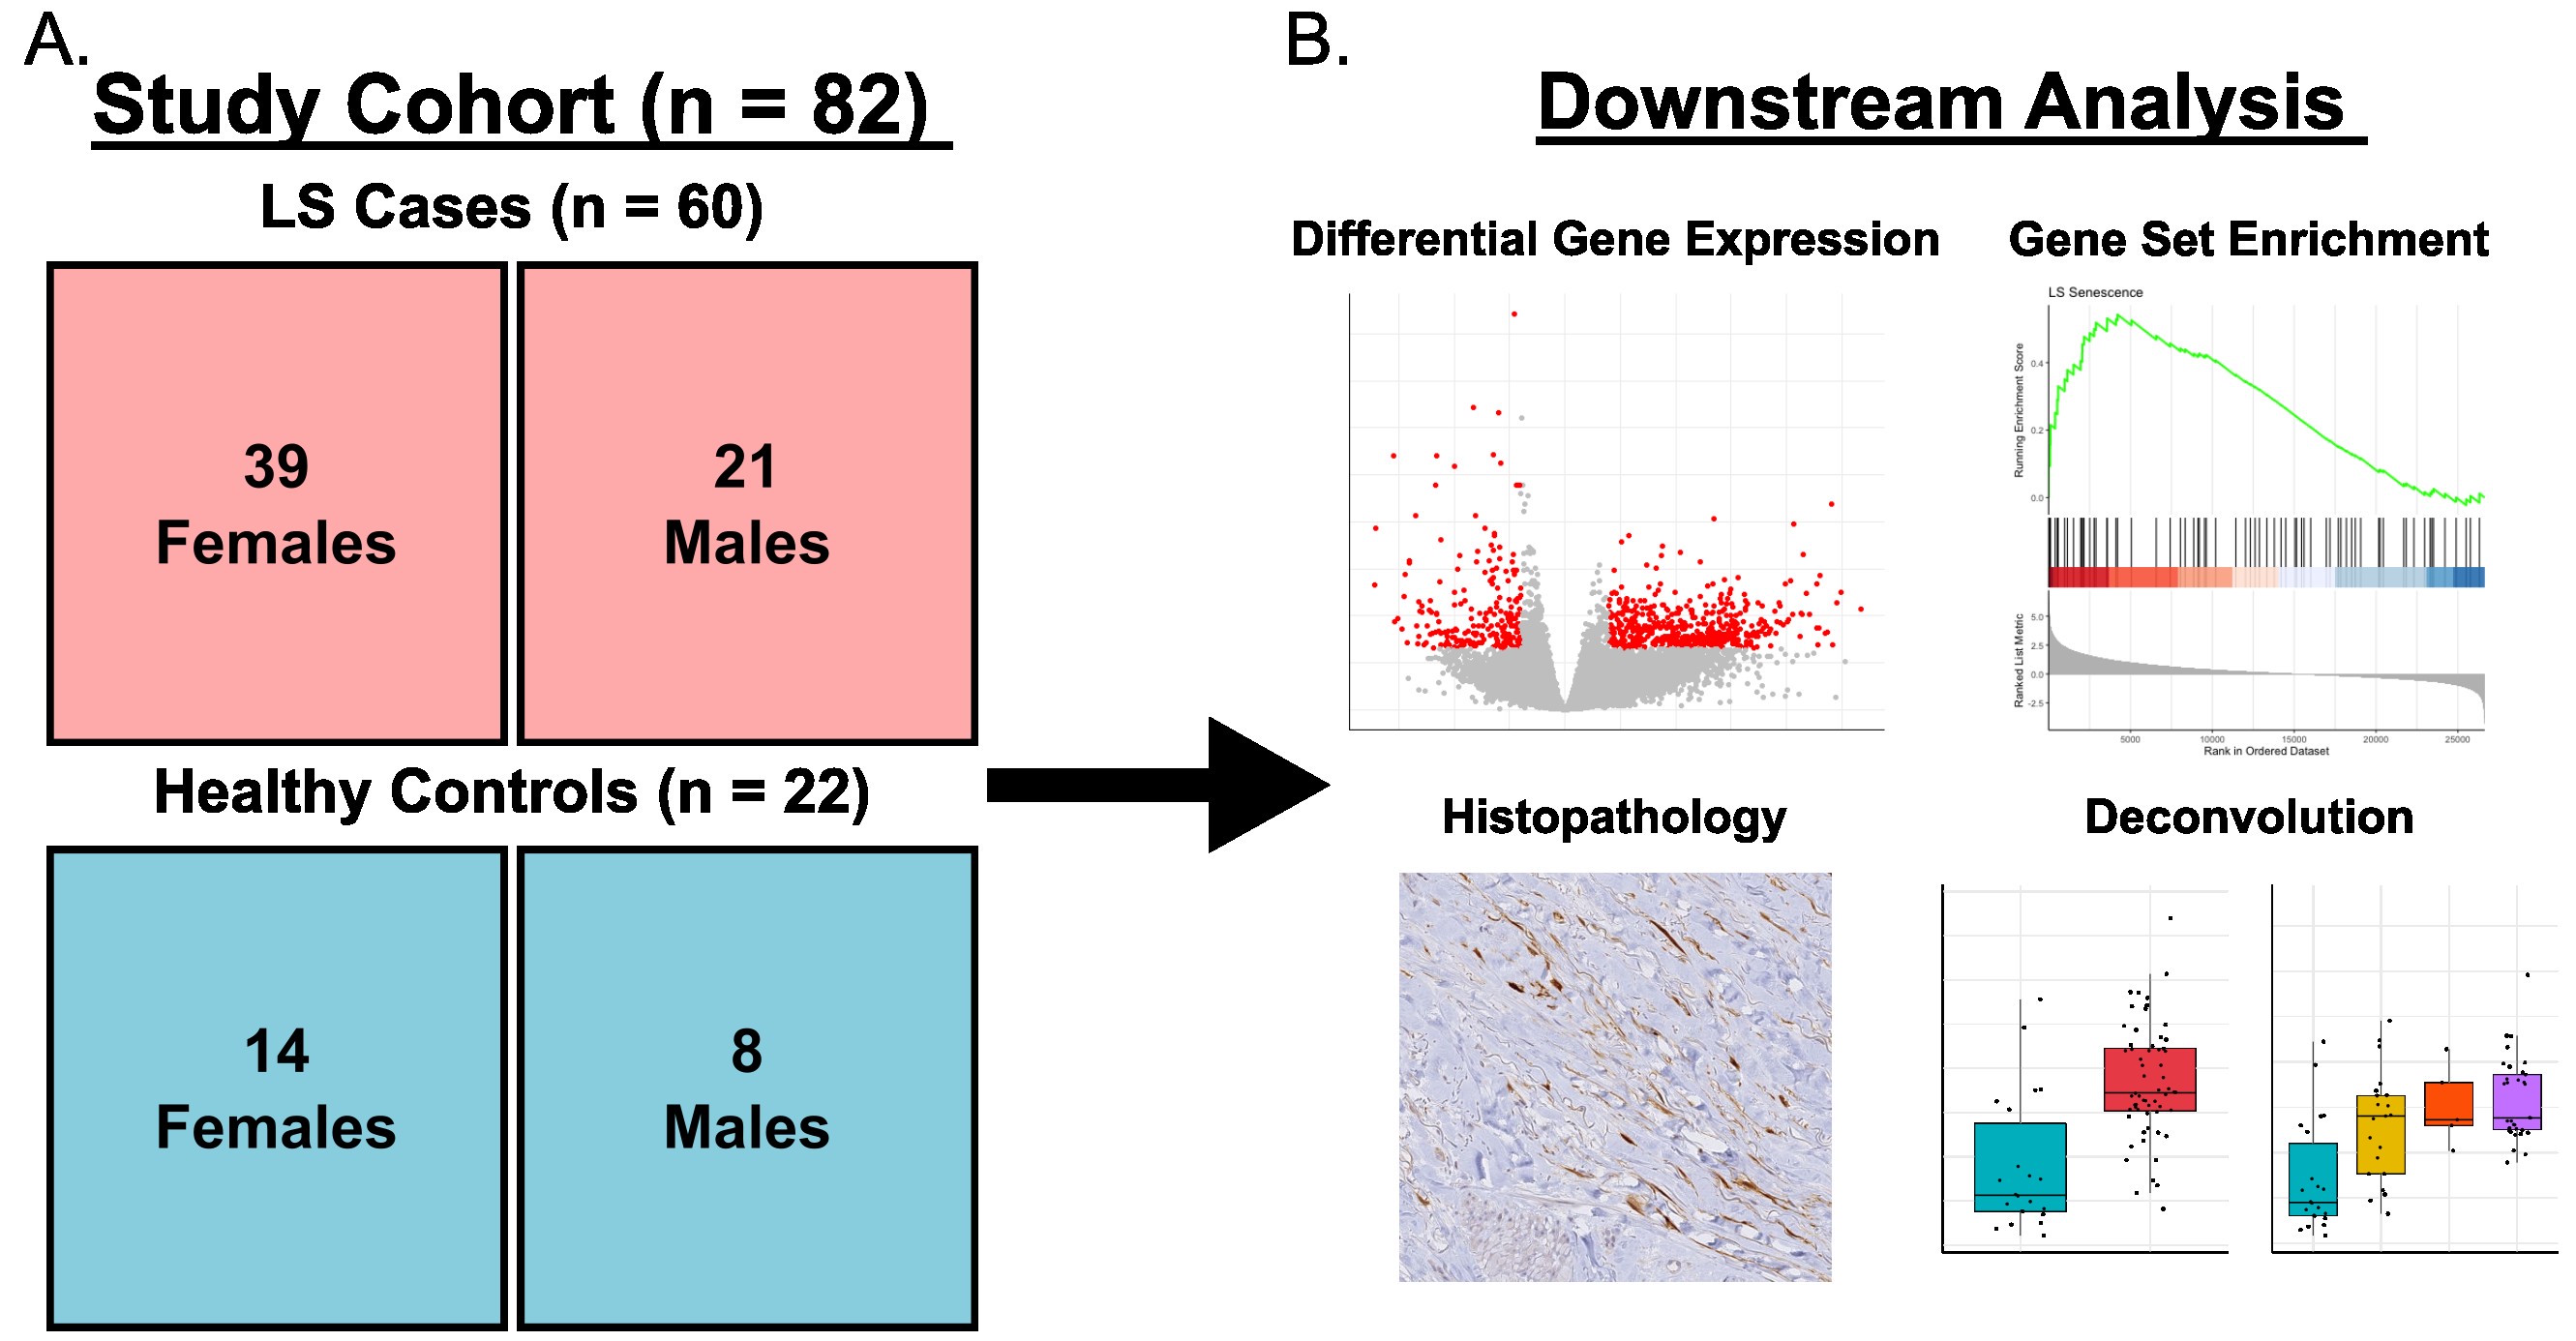 A.
Study Cohort (n = 82)
LS Cases (n = 60)
39
Females
21
Males
Healthy Controls (n = 22)
14
Females
8
Males
B.
Downstream Analysis
Differential Gene Expression
Gene Set Enrichment
LS Senescence
Running Enrichment Score
0.4
0.2
0.0
Ranked List Metric
5.0
2.5
0.0
-2.5
5000
10000
15000
20000
25000
Rank in Ordered Dataset
Histopathology
Deconvolution